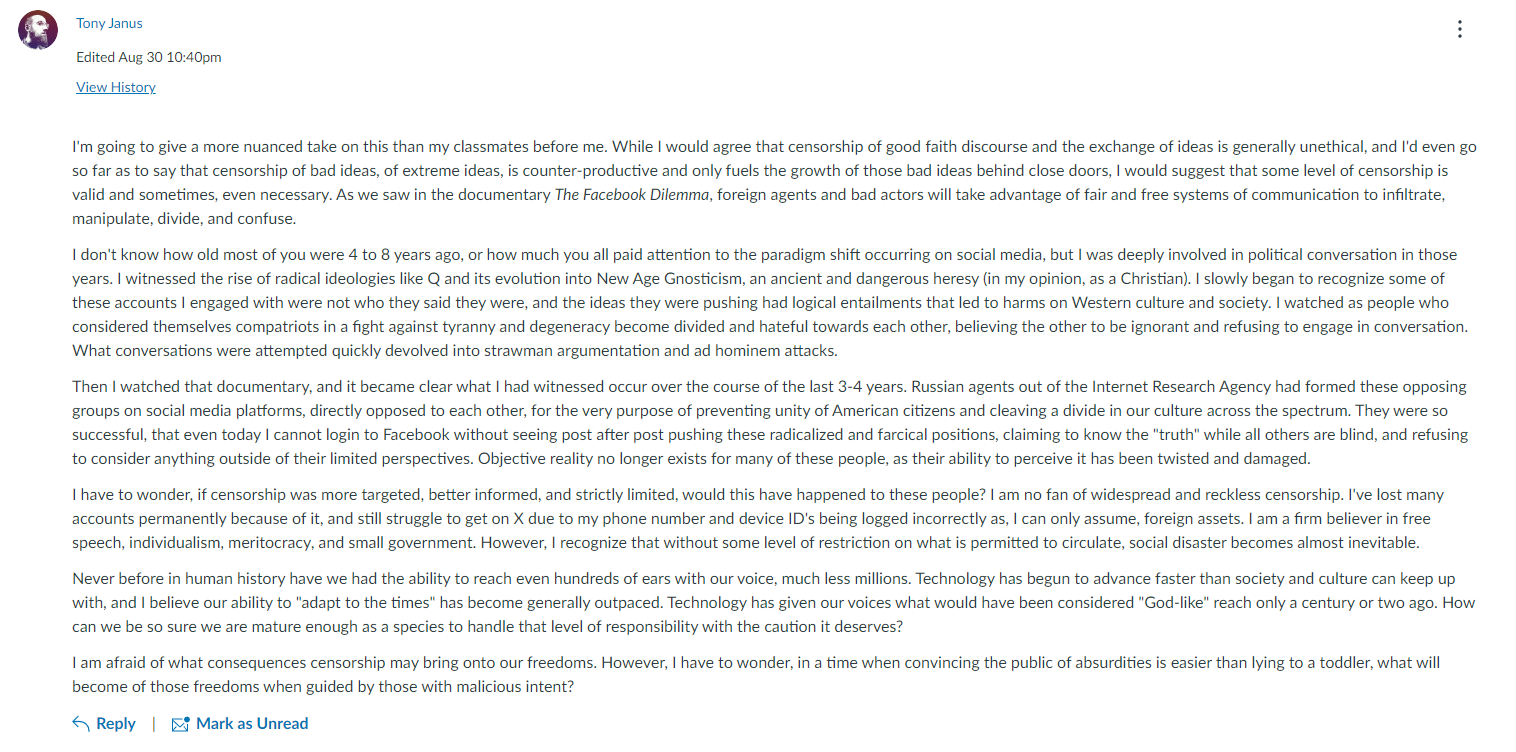 Tony Janus
Edited Aug 30 10:40pm
View History
I'm going to give a more nuanced take on this than my classmates before me. While I would agree that censorship of good faith discourse and the exchange of ideas is generally unethical, and I'd even go
so far as to say that censorship of bad ideas, of extreme ideas, is counter-productive and only fuels the growth of those bad ideas behind close doors, I would suggest that some level of censorship is
valid and sometimes, even necessary. As we saw in the documentary The Facebook Dilemma, foreign agents and bad actors will take advantage of fair and free systems of communication to infiltrate,
manipulate, divide, and confuse.
I don't know how old most of you were 4 to 8 years ago, or how much you all paid attention to the paradigm shift occurring on social media, but I was deeply involved in political conversation in those
years. I witnessed the rise of radical ideologies like Q and its evolution into New Age Gnosticism, an ancient and dangerous heresy (in my opinion, as a Christian). I slowly began to recognize some of
these accounts I engaged with were not who they said they were, and the ideas they were pushing had logical entailments that led to harms on Western culture and society. I watched as people who
considered themselves compatriots in a fight against tyranny and degeneracy become divided and hateful towards each other, believing the other to be ignorant and refusing to engage in conversation.
What conversations were attempted quickly devolved into strawman argumentation and ad hominem attacks.
Then I watched that documentary, and it became clear what I had witnessed occur over the course of the last 3-4 years. Russian agents out of the Internet Research Agency had formed these opposing
groups on social media platforms, directly opposed to each other, for the very purpose of preventing unity of American citizens and cleaving a divide in our culture across the spectrum. They were so
successful, that even today I cannot login to Facebook without seeing post after post pushing these radicalized and farcical positions, claiming to know the "truth" while all others are blind, and refusing
to consider anything outside of their limited perspectives. Objective reality no longer exists for many of these people, as their ability to perceive it has been twisted and damaged.
I have to wonder, if censorship was more targeted, better informed, and strictly limited, would this have happened to these people? I am no fan of widespread and reckless censorship. I've lost many
accounts permanently because of it, and still struggle to get on X due to my phone number and device ID's being logged incorrectly as, I can only assume, foreign assets. I am a firm believer in free
speech, individualism, meritocracy, and small government. However, I recognize that without some level of restriction on what is permitted to circulate, social disaster becomes almost inevitable.
Never before in human history have we had the ability to reach even hundreds of ears with our voice, much less millions. Technology has begun to advance faster than society and culture can keep up
with, and I believe our ability to "adapt to the times" has become generally outpaced. Technology has given our voices what would have been considered "God-like" reach only a century or two ago. How
can we be so sure we are mature enough as a species to handle that level of responsibility with the caution it deserves?
I am afraid of what consequences censorship may bring onto our freedoms. However, I have to wonder, in a time when convincing the public of absurdities is easier than lying to a toddler, what will
become of those freedoms when guided by those with malicious intent?
Reply | Mark as Unread